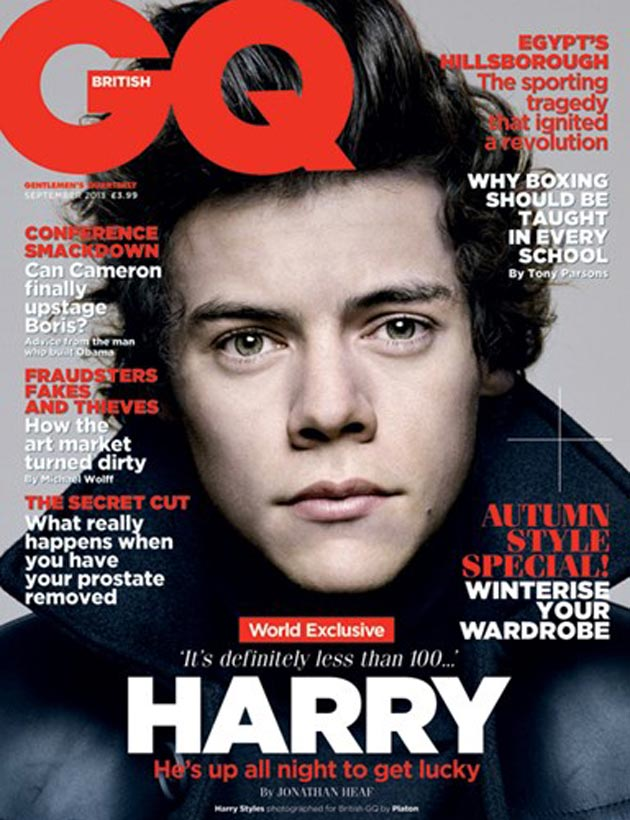 GQ
BRITISH
GENTLEMEN'S QUARTERLY
SEPTEMBER 2013 £3.99
EGYPT'S
HILLSBOROUGH
The sporting
tragedy
that ignited
a revolution
WHY BOXING
SHOULD BE
TAUGHT
IN EVERY
SCHOOL
By Tony Parsons
CONFERENCE
SMACKDOWN
Can Cameron
finally
upstage
Boris?
Advice from the man
who built Obama
FRAUDSTERS
FAKES
AND THIEVES
How the
art market
turned dirty
By Michael Wolff
THE SECRET CUT
What really
happens when
you have
your prostate
removed
AUTUMN
STYLE
SPECIAL!
WINTERISE
YOUR
WARDROBE
World Exclusive
'It's definitely less than 100...'
HARRY
He's up all night to get lucky
By JONATHAN HEAF
Harry Styles photographed for British GQ by Platon